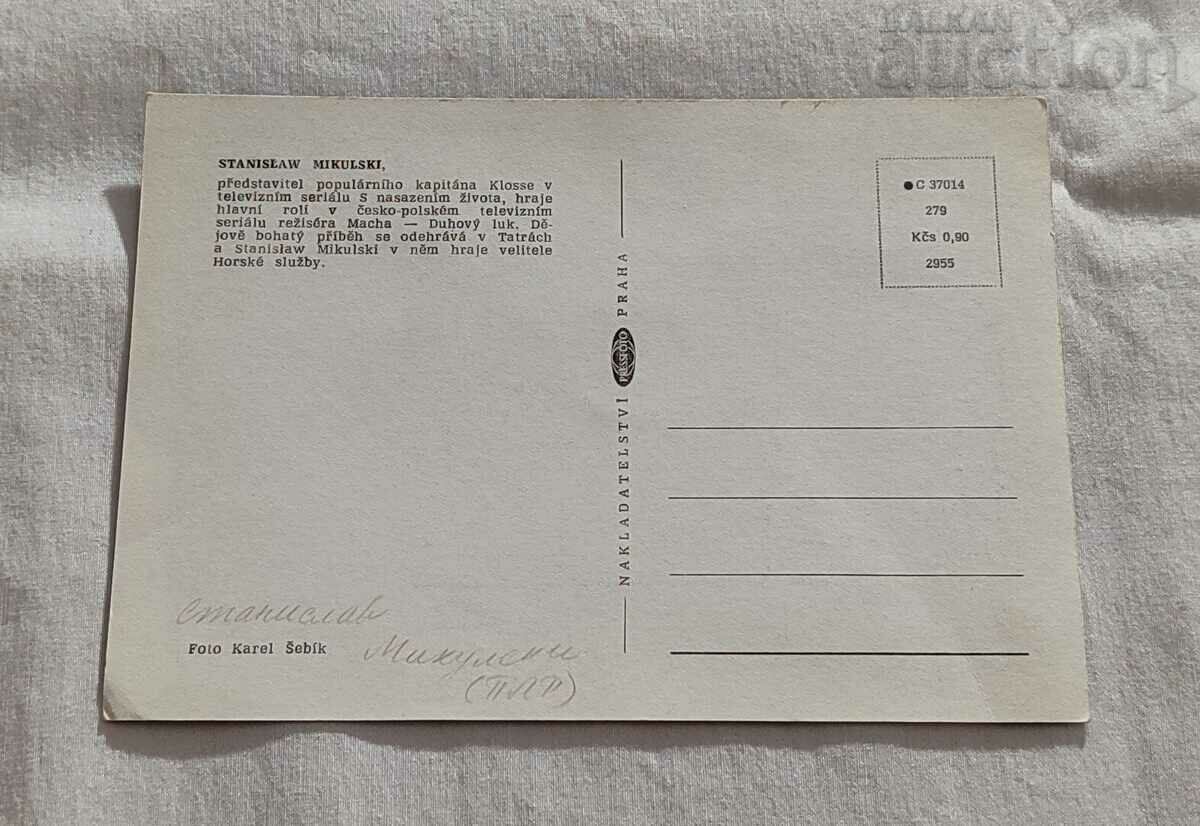 BALKAN
auction
STANISŁAW MIKULSKI,
představitel populárního kapitána Klosse v
televizním seriálu S nasazením života, hraje
hlavní roli v česko-polském televizním
seriálu režiséra Macha — Duhový luk. Dě-
jově bohatý příběh se odehrává v Tatrách
a Stanisław Mikulski v něm hraje velitele
Horské služby.
Foto Karel Šebík
Станислав
Микулски
(ПЛР)
NAKLADATELSTVÍ PRESSFOTO PRAHA
● C 37014
279
Kčs 0,90
2955